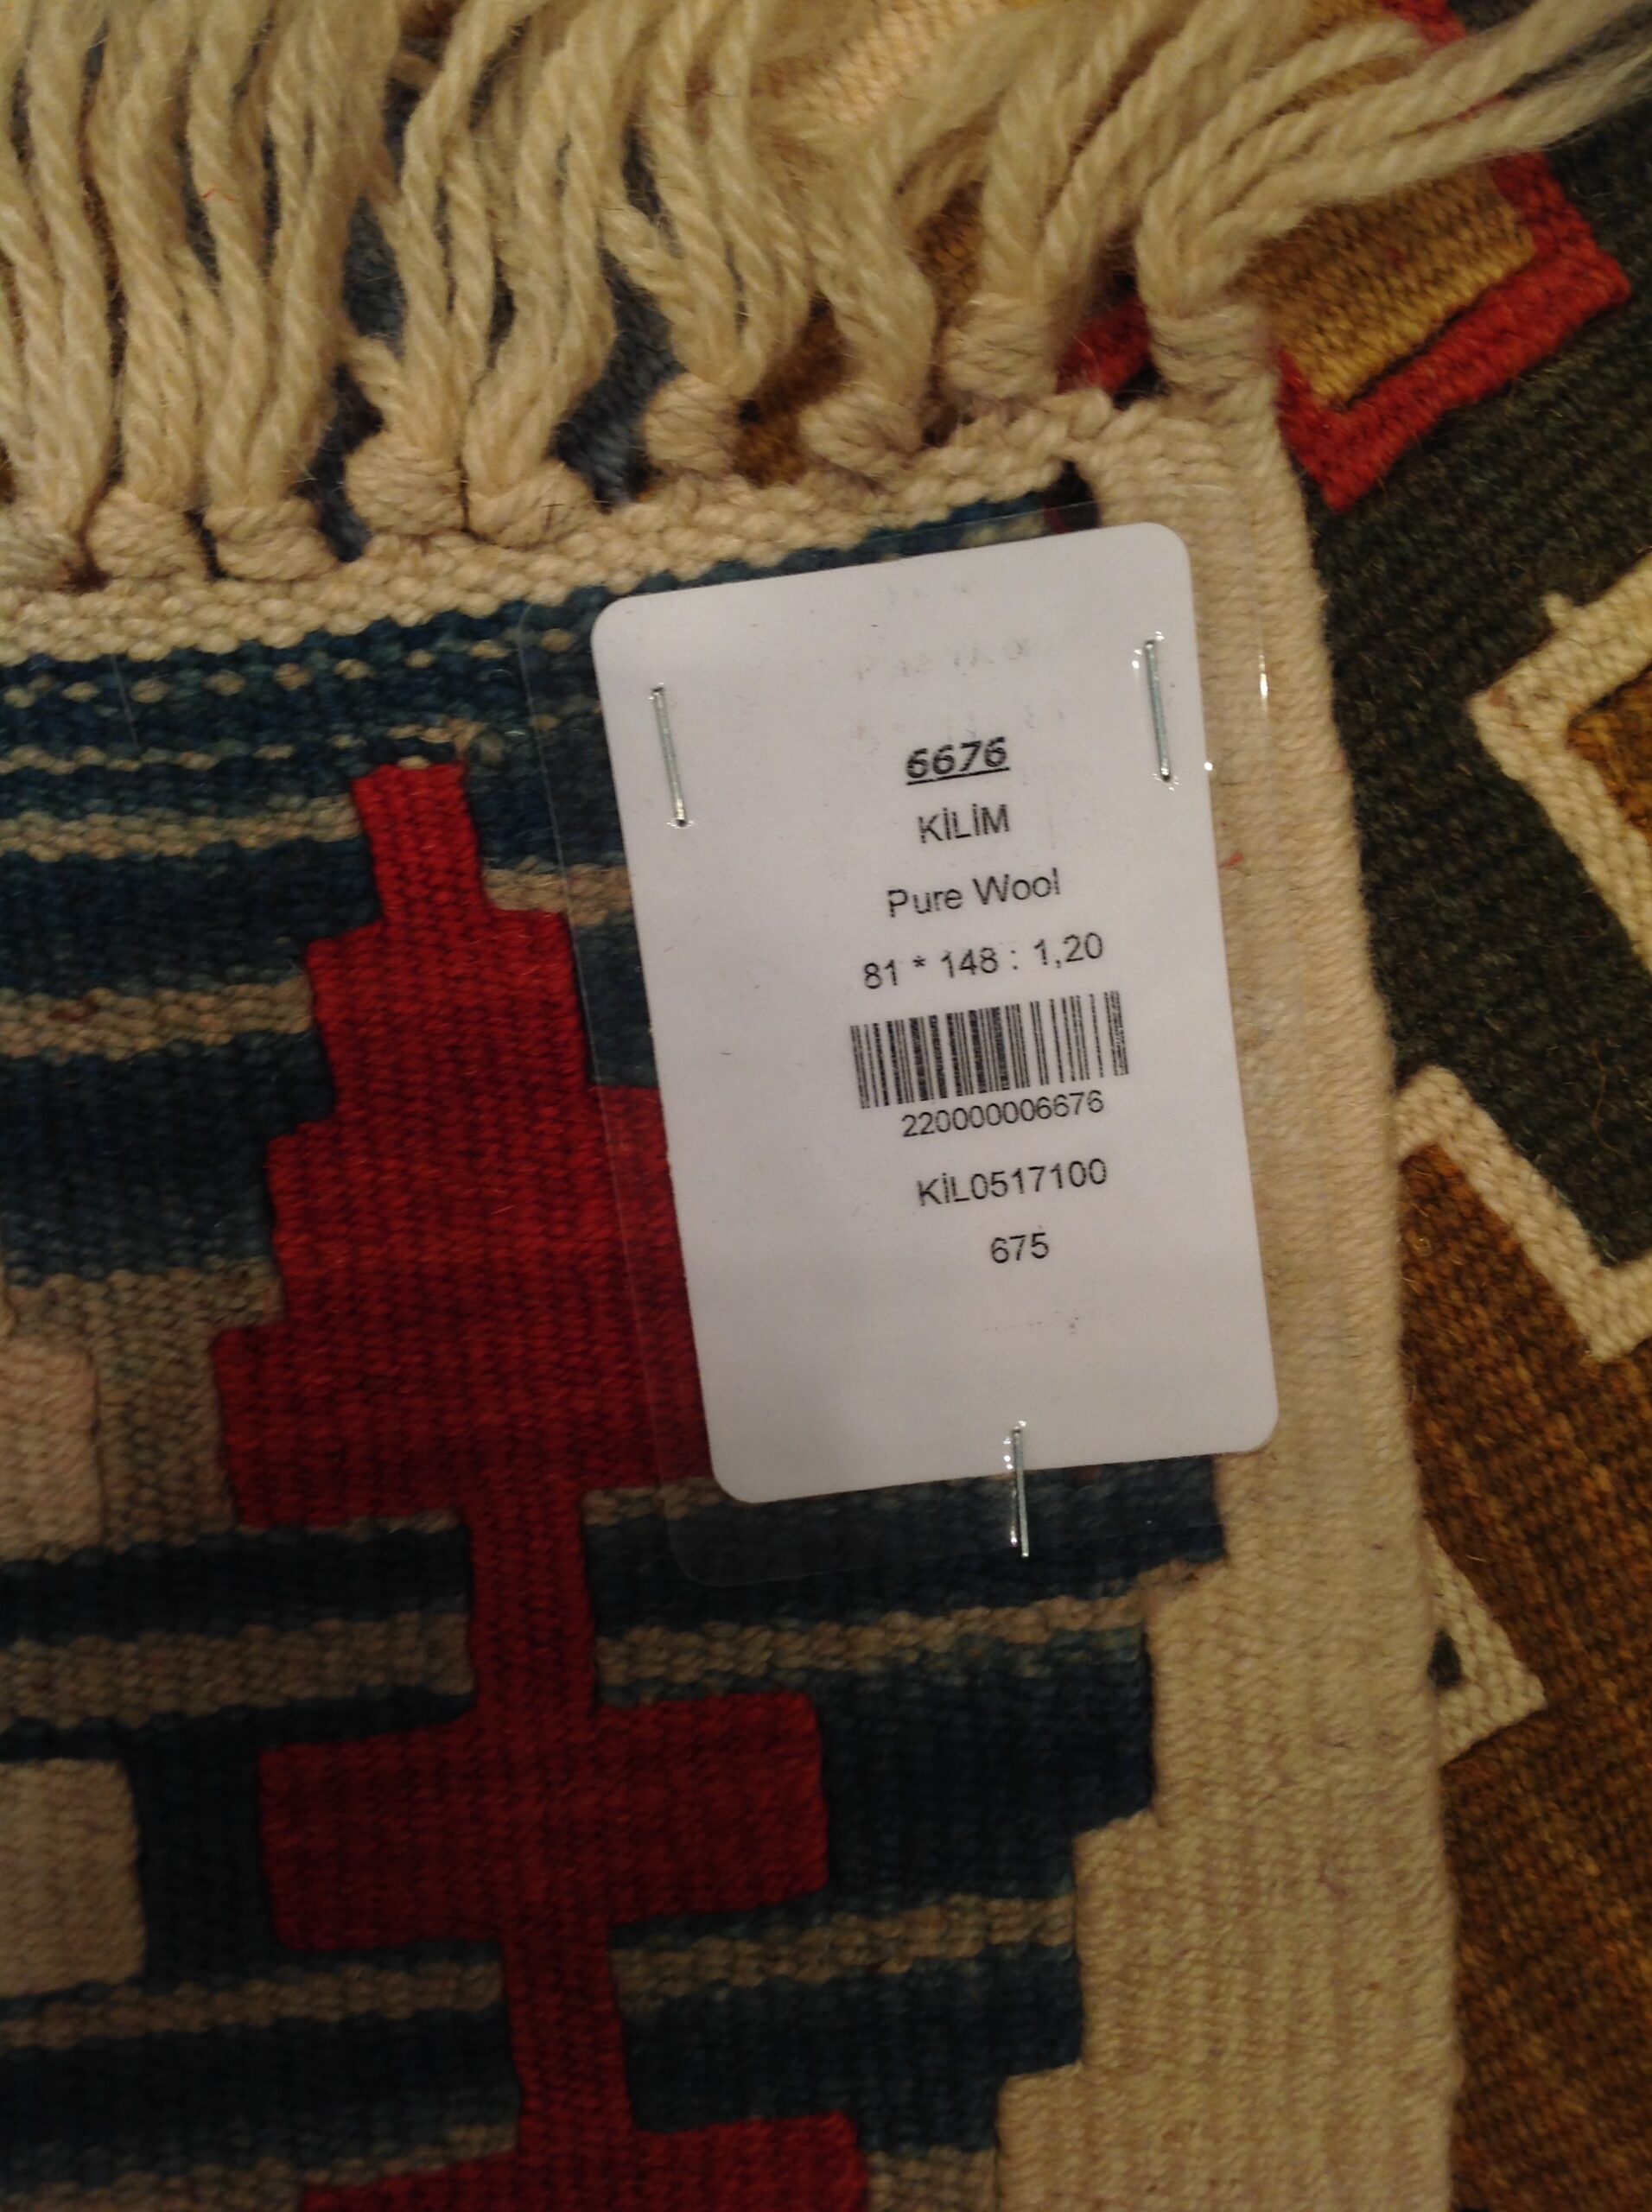 6676
KİLİM
Pure Wool
81 * 148 : 1,20
220000006676
KİL0517100
675